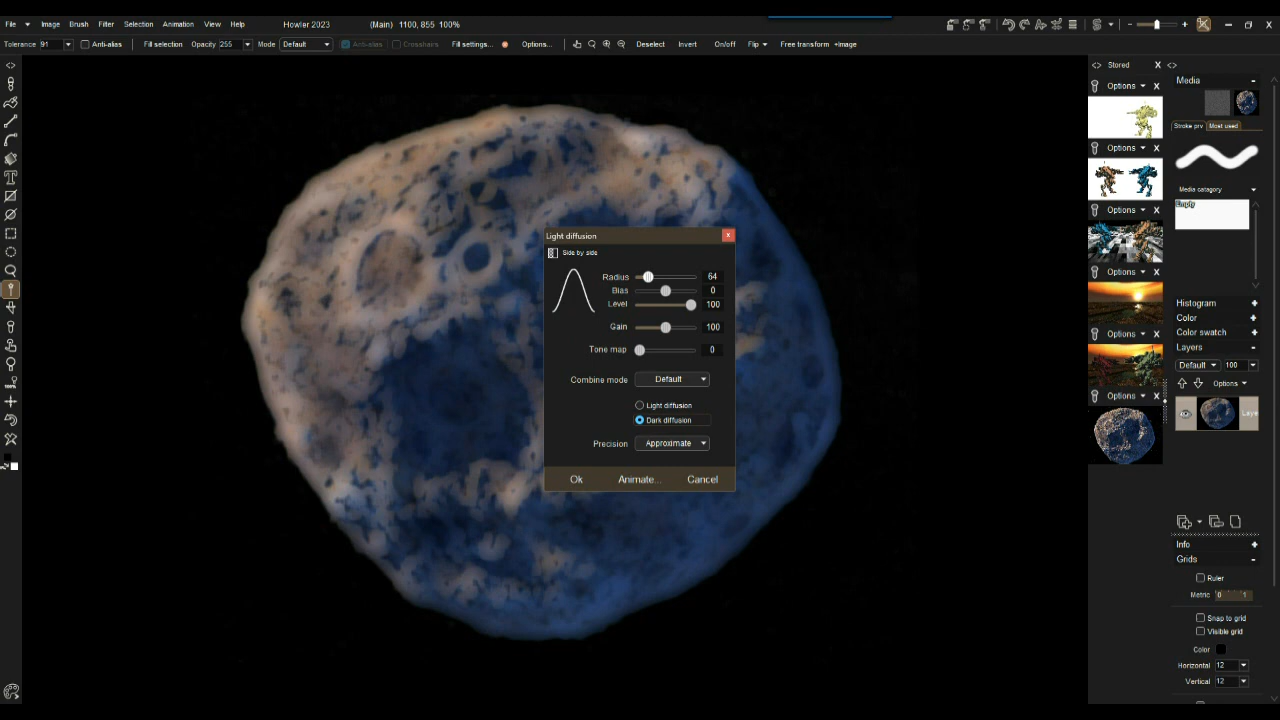 File Image Brush Filter Selection Animation View Help Howler 2023 (Main) 1100, 855 100%
Tolerance 91 Anti-alias Fill selection Opacity 255 Mode Default Anti-alias Crosshairs Fill settings... Options... Deselect Invert On/off Flip Free transform +Image
Stored
Options
Options
Options
Options
Options
Options
Media
Stroke prv Most used
Media catagory
Empty
Histogram
Color
Color swatch
Layers
Default 100
Options
Laye
Info
Grids
Ruler
Metric 0 1
Snap to grid
Visible grid
Color
Horizontal 12
Vertical 12
Light diffusion
Side by side
Radius 64
Bias 0
Level 100
Gain 100
Tone map 0
Combine mode Default
Light diffusion
Dark diffusion
Precision Approximate
Ok Animate... Cancel